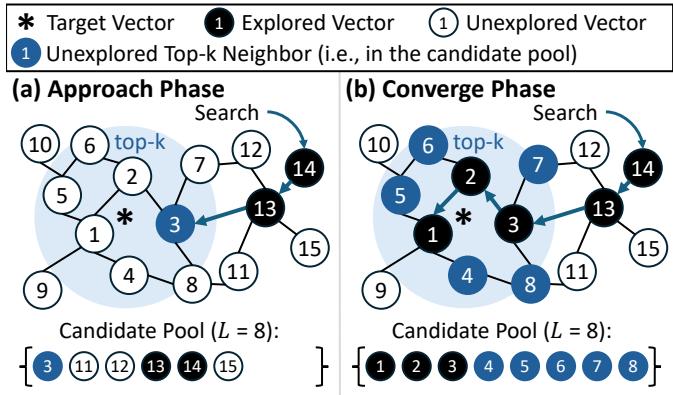 * Target Vector 1 Explored Vector 1 Unexplored Vector
1 Unexplored Top-k Neighbor (i.e., in the candidate pool)
(a) Approach Phase
Search
top-k
10
6
12
7
14
2
5
3
13
1
*
15
4
11
8
9
Candidate Pool (L = 8):
{ 3 11 12 13 14 15 }
(b) Converge Phase
Search
top-k
10
6
12
7
14
2
5
3
13
1
*
15
4
11
8
9
Candidate Pool (L = 8):
{ 1 2 3 4 5 6 7 8 }